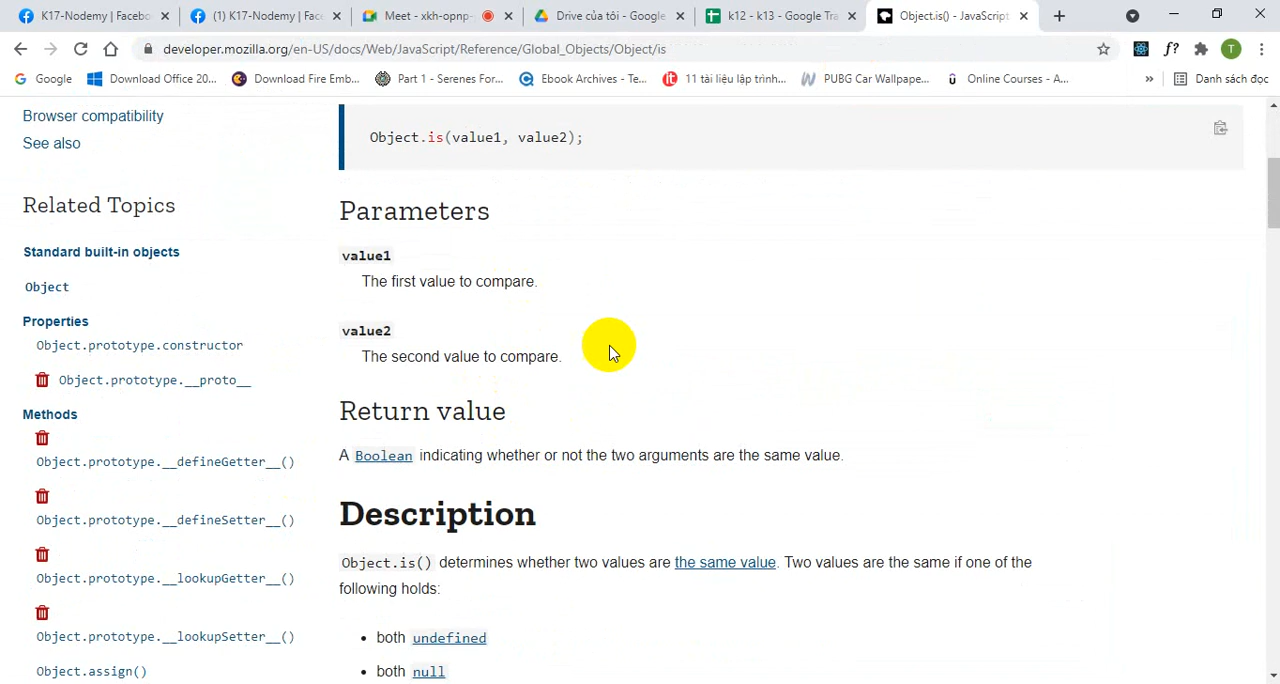 K17-Nodemy | Facebo
(1) K17-Nodemy | Fac
Meet - xkh-opnp-
Drive của tôi - Google
k12 - k13 - Google Tra
Object.is() - JavaScript
developer.mozilla.org/en-US/docs/Web/JavaScript/Reference/Global_Objects/Object/is
f?
T
Google
Download Office 20...
Download Fire Emb...
Part 1 - Serenes For...
Ebook Archives - Te...
11 tài liệu lập trình...
PUBG Car Wallpape...
Online Courses - A...
»
Danh sách đọc
Browser compatibility
See also
Related Topics
Standard built-in objects
Object
Properties
Object.prototype.constructor
Object.prototype.__proto__
Methods
Object.prototype.__defineGetter__()
Object.prototype.__defineSetter__()
Object.prototype.__lookupGetter__()
Object.prototype.__lookupSetter__()
Object.assign()
Object.is(value1, value2);
Parameters
value1
The first value to compare.
value2
The second value to compare.
Return value
A Boolean indicating whether or not the two arguments are the same value.
Description
Object.is() determines whether two values are the same value. Two values are the same if one of the
following holds:
• both undefined
• both null